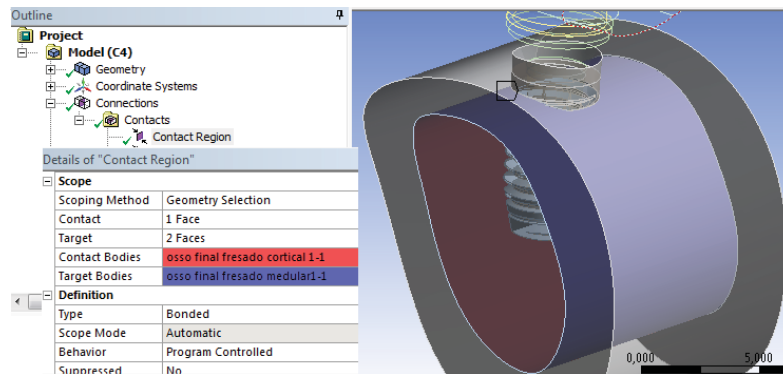 Outline
Project
Model (C4)
Geometry
Coordinate Systems
Connections
Contacts
Contact Region
Details of "Contact Region"
Scope
Scoping Method Geometry Selection
Contact 1 Face
Target 2 Faces
Contact Bodies osso final fresado cortical 1-1
Target Bodies osso final fresado medular1-1
Definition
Type Bonded
Scope Mode Automatic
Behavior Program Controlled
Suppressed No
0,000 5,000